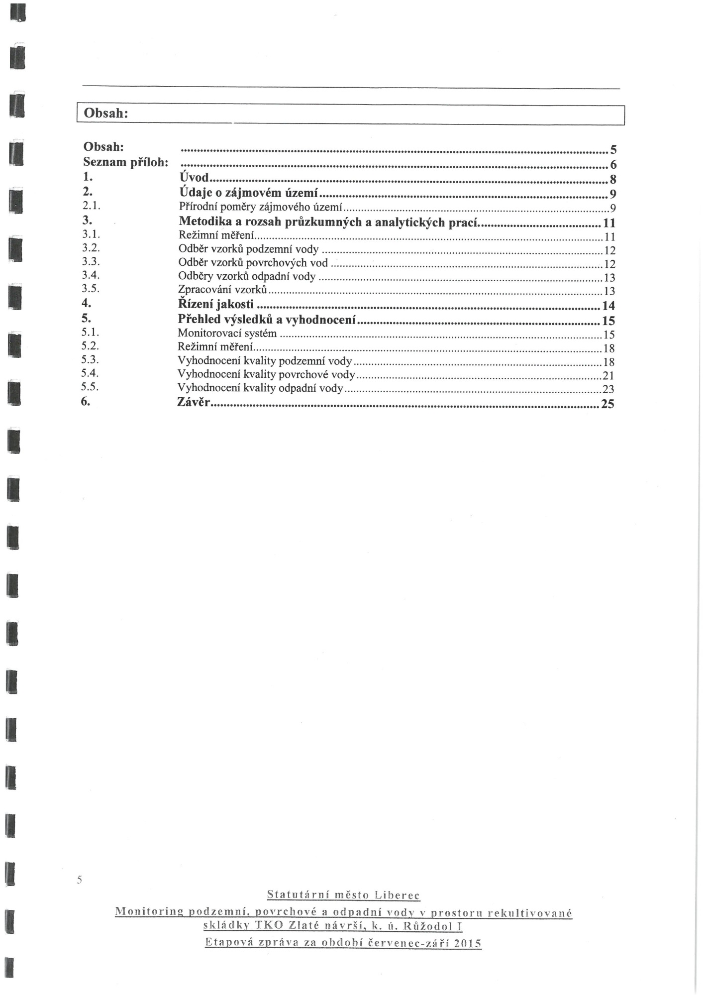 Obsah:
Obsah: ........................................ 5
Seznam příloh: ........................................ 6
1. Úvod........................................ 8
2. Údaje o zájmovém území........................................ 9
2.1. Přírodní poměry zájmového území........................................ 9
3. Metodika a rozsah průzkumných a analytických prací........................................ 11
3.1. Režimní měření........................................ 11
3.2. Odběr vzorků podzemní vody ........................................ 12
3.3. Odběr vzorků povrchových vod ........................................ 12
3.4. Odběry vzorků odpadní vody ........................................ 13
3.5. Zpracování vzorků........................................ 13
4. Řízení jakosti ........................................ 14
5. Přehled výsledků a vyhodnocení........................................ 15
5.1. Monitorovací systém ........................................ 15
5.2. Režimní měření........................................ 18
5.3. Vyhodnocení kvality podzemní vody ........................................ 18
5.4. Vyhodnocení kvality povrchové vody........................................ 21
5.5. Vyhodnocení kvality odpadní vody........................................ 23
6. Závěr........................................ 25
5
Statutární město Liberec
Monitoring podzemní, povrchové a odpadní vody v prostoru rekultivované
skládky TKO Zlaté návrší, k. ú. Růžodol I
Etapová zpráva za období červenec-září 2015